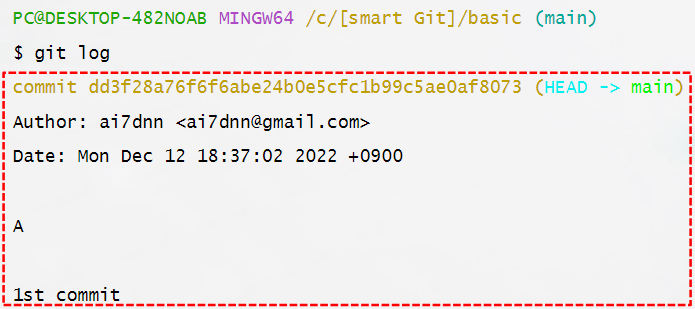 PC@DESKTOP-482NOAB MINGW64 /c/[smart Git]/basic (main)
$ git log
commit dd3f28a76f6f6abe24b0e5cfc1b99c5ae0af8073 (HEAD -> main)
Author: ai7dnn <ai7dnn@gmail.com>
Date: Mon Dec 12 18:37:02 2022 +0900
A
1st commit